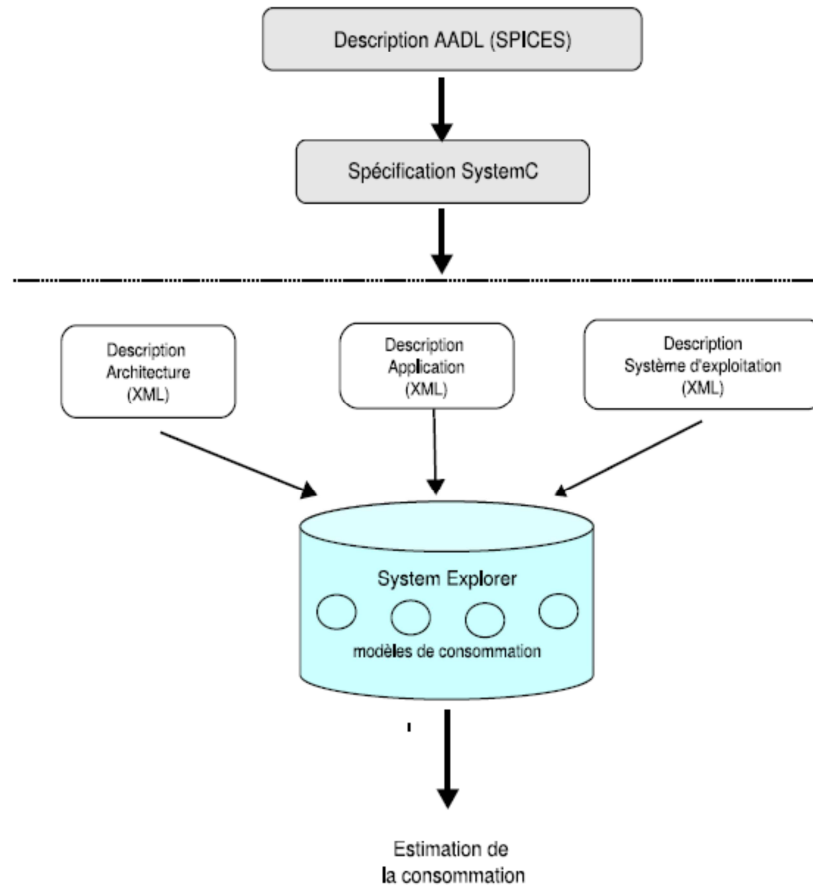 Description AADL (SPICES)
Spécification SystemC
Description
Architecture
(XML)
Description
Application
(XML)
Description
Système d'exploitation
(XML)
System Explorer
modèles de consommation
Estimation de
la consommation